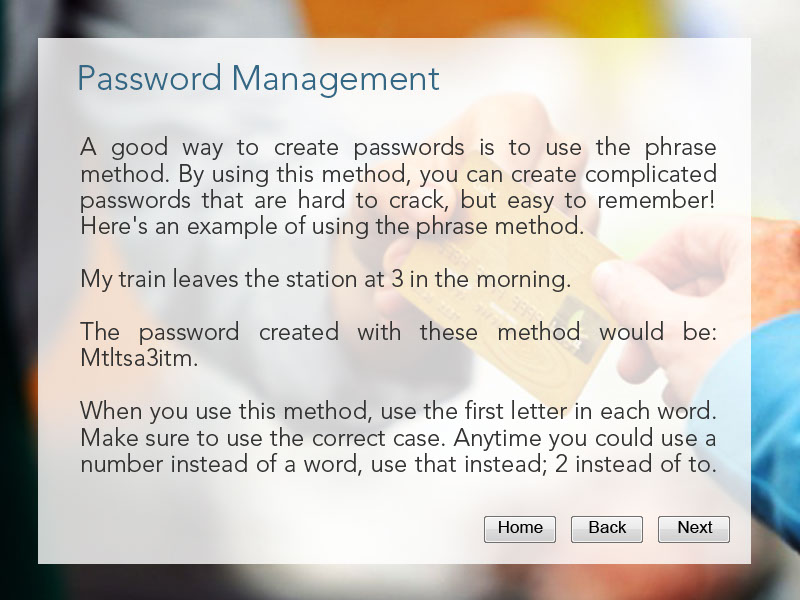 Password Management
A good way to create passwords is to use the phrase
method. By using this method, you can create complicated
passwords that are hard to crack, but easy to remember!
Here's an example of using the phrase method.
My train leaves the station at 3 in the morning.
The password created with these method would be:
Mtltsa3itm.
When you use this method, use the first letter in each word.
Make sure to use the correct case. Anytime you could use a
number instead of a word, use that instead; 2 instead of to.
Home Back Next